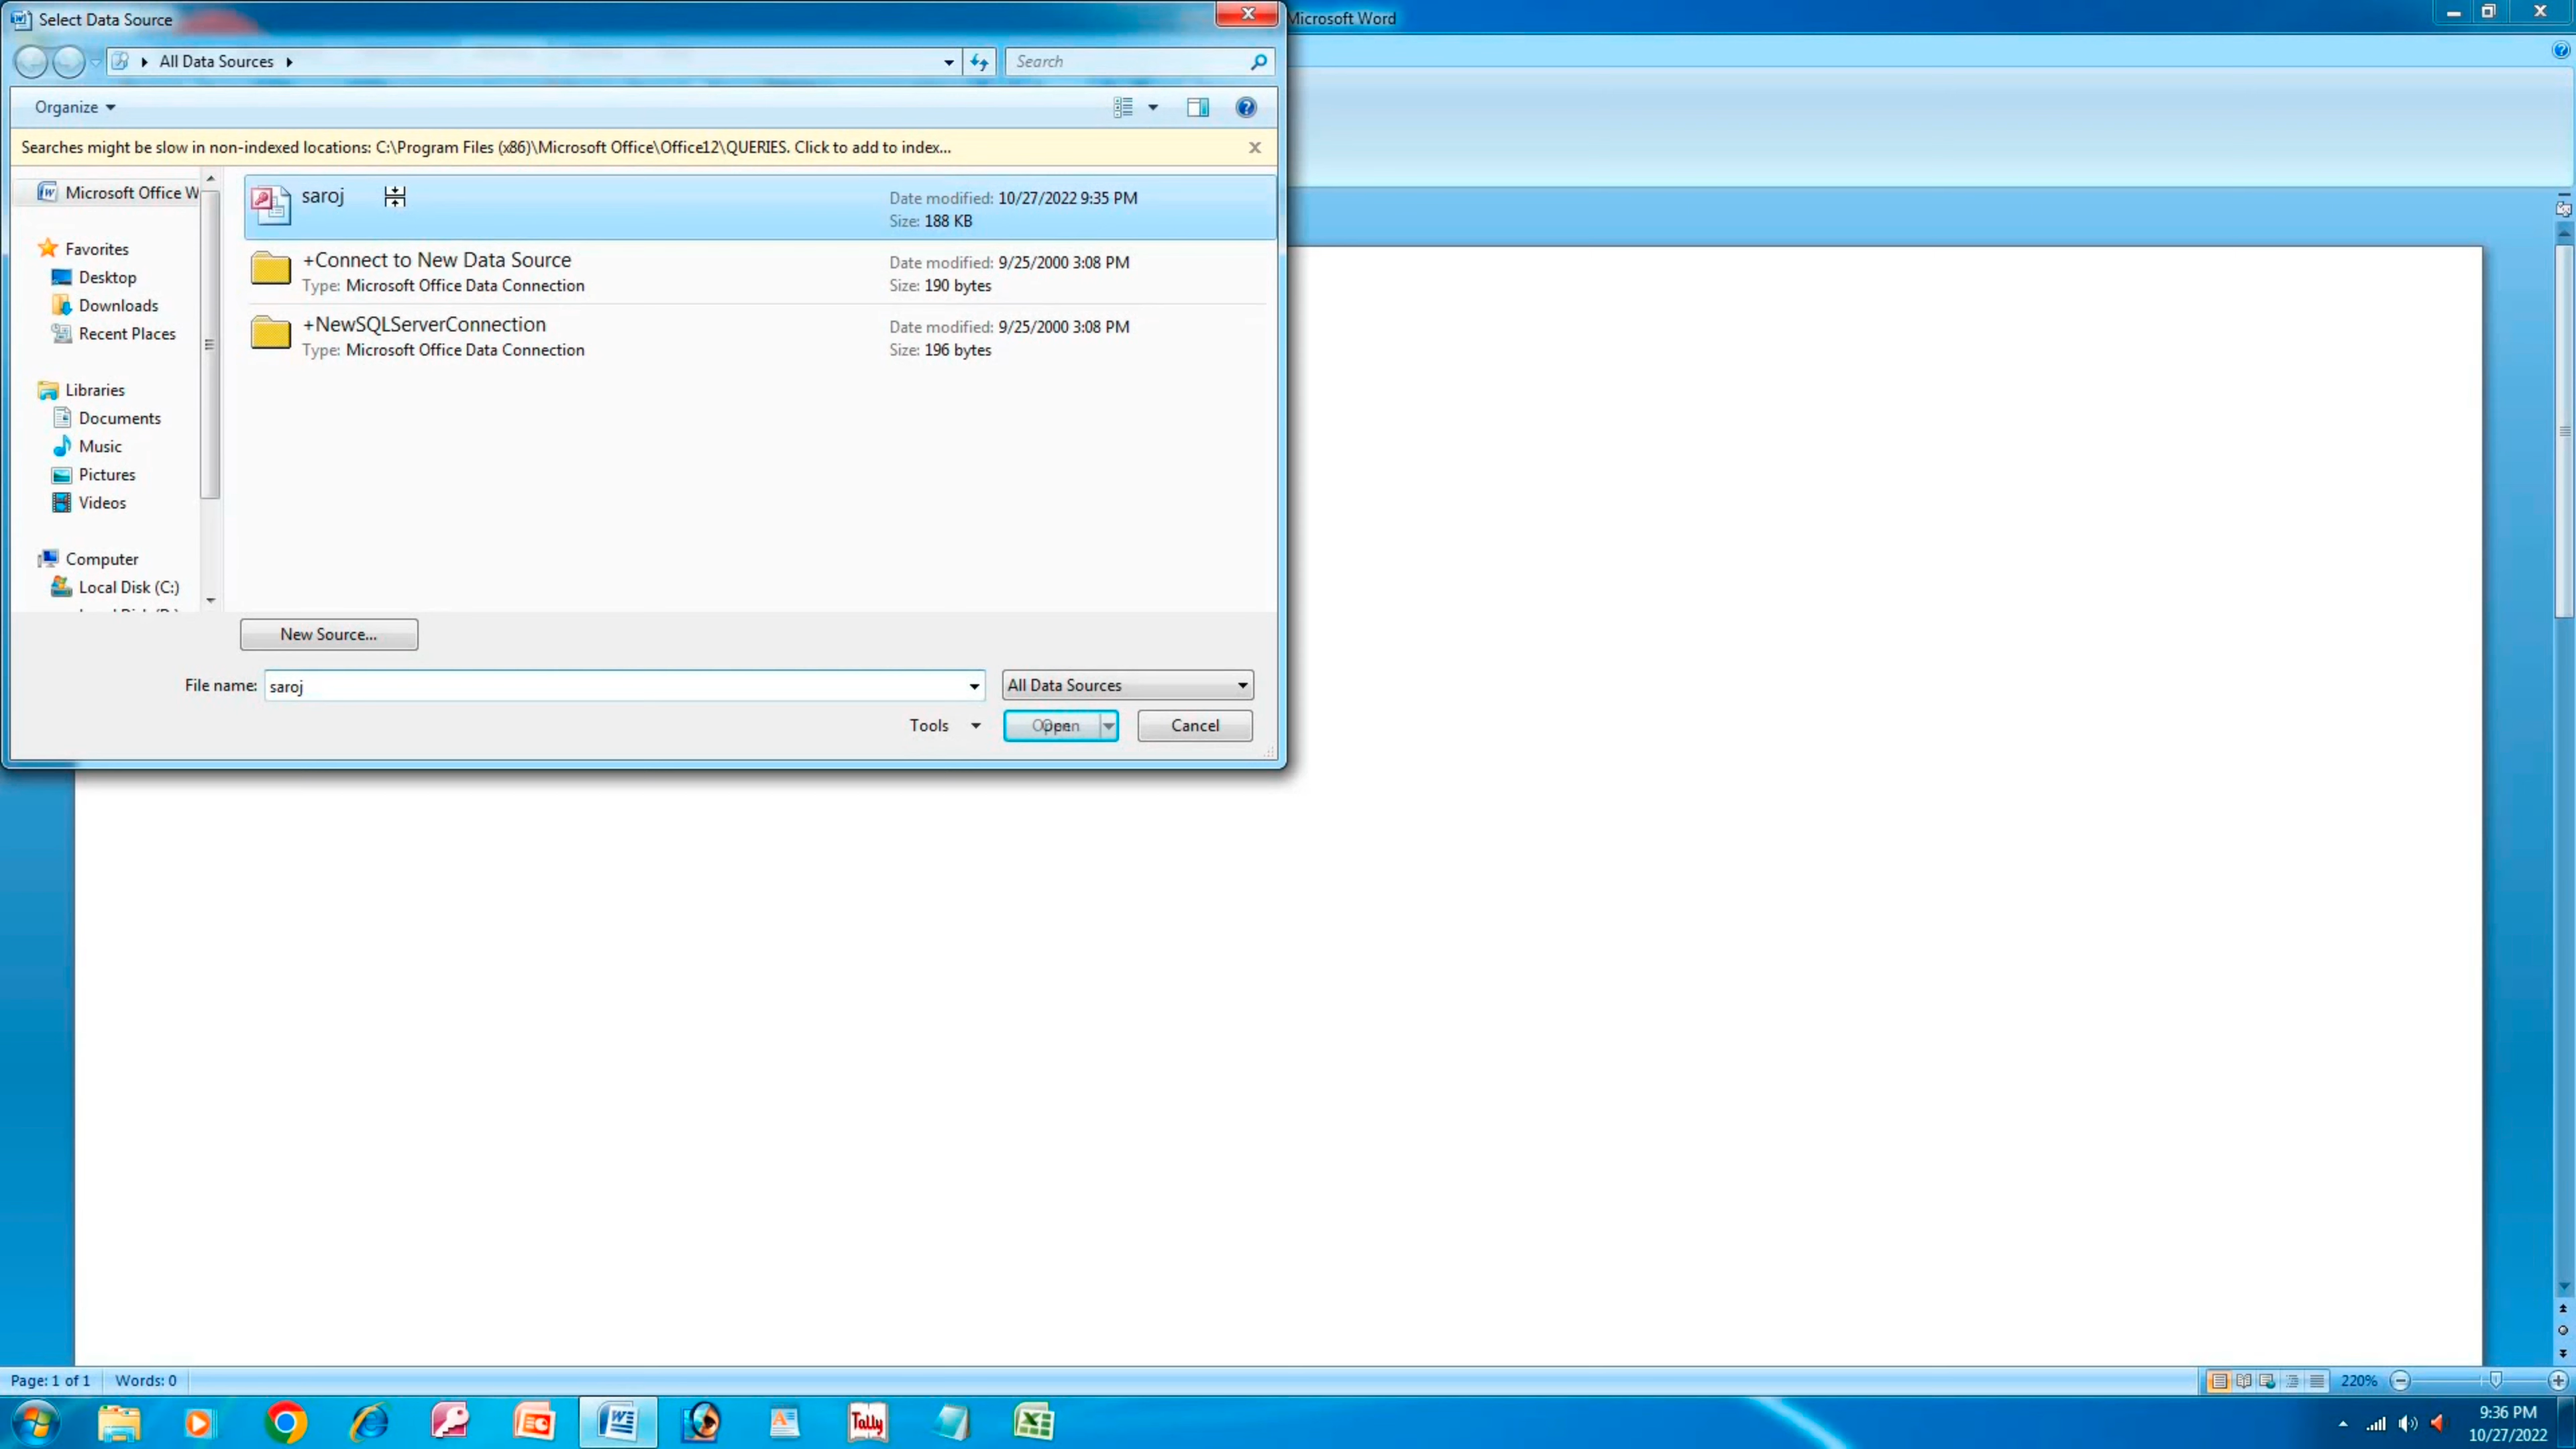 Select Data Source
Microsoft Word
All Data Sources
Search
Organize
Searches might be slow in non-indexed locations: C:\Program Files (x86)\Microsoft Office\Office12\QUERIES. Click to add to index...
Microsoft Office W
saroj
Date modified: 10/27/2022 9:35 PM
Size: 188 KB
Favorites
+Connect to New Data Source
Date modified: 9/25/2000 3:08 PM
Desktop
Type: Microsoft Office Data Connection
Size: 190 bytes
Downloads
+NewSQLServerConnection
Date modified: 9/25/2000 3:08 PM
Recent Places
Type: Microsoft Office Data Connection
Size: 196 bytes
Libraries
Documents
Music
Pictures
Videos
Computer
Local Disk (C:)
New Source...
File name: saroj
All Data Sources
Tools
Open
Cancel
Page: 1 of 1
Words: 0
220%
Tally
9:36 PM
10/27/2022